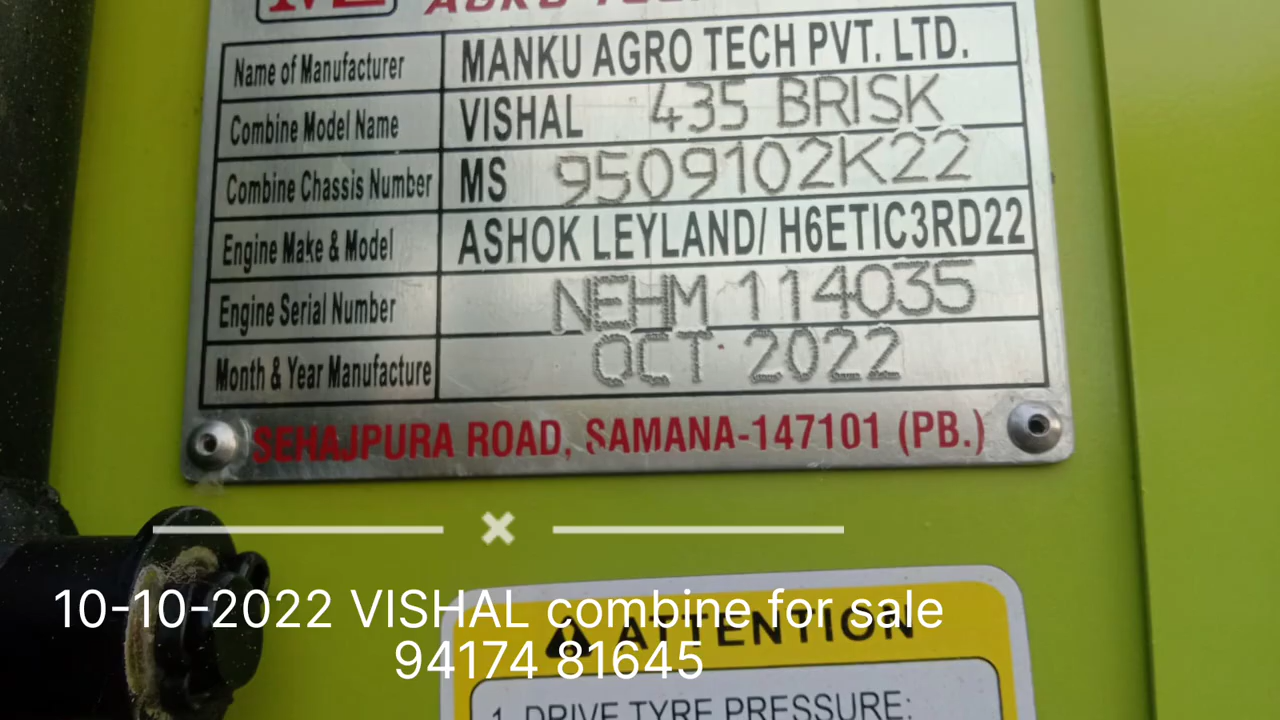 AGRO TECH
Name of Manufacturer MANKU AGRO TECH PVT. LTD.
Combine Model Name VISHAL 435 BRISK
Combine Chassis Number MS 9509102K22
Engine Make & Model ASHOK LEYLAND/ H6ETIC3RD22
Engine Serial Number NEHM 114035
Month & Year Manufacture OCT 2022
SEHAJPURA ROAD, SAMANA-147101 (PB.)
10-10-2022 VISHAL combine for sale
94174 81645
ATTENTION
1. DRIVE TYRE PRESSURE: